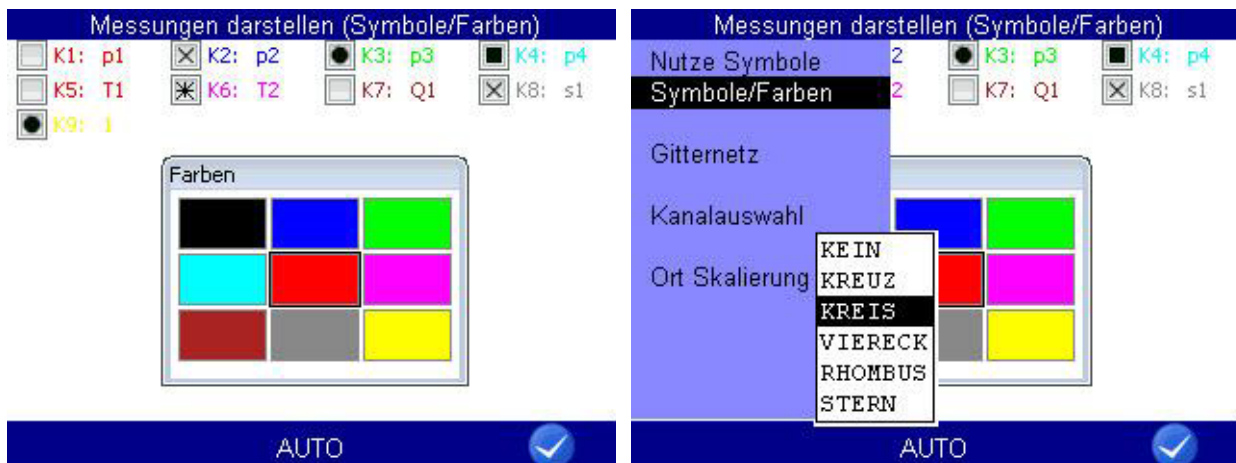 Messungen darstellen (Symbole/Farben)
K1: p1 K2: p2 K3: p3 K4: p4
K5: T1 K6: T2 K7: Q1 K8: s1
K9: i
Farben
AUTO
Messungen darstellen (Symbole/Farben)
Nutze Symbole 2 K3: p3 K4: p4
Symbole/Farben 2 K7: Q1 K8: s1
Gitternetz
Kanalauswahl
Ort Skalierung
KEIN
KREUZ
KREIS
VIERECK
RHOMBUS
STERN
AUTO